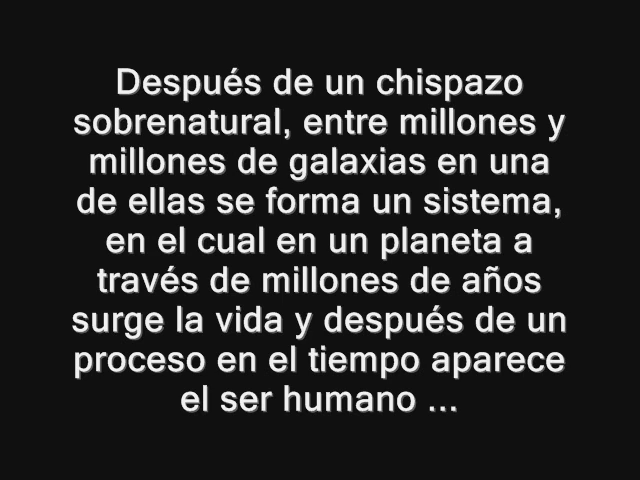 Después de un chispazo
sobrenatural, entre millones y
millones de galaxias en una
de ellas se forma un sistema,
en el cual en un planeta a
través de millones de años
surge la vida y después de un
proceso en el tiempo aparece
el ser humano ...